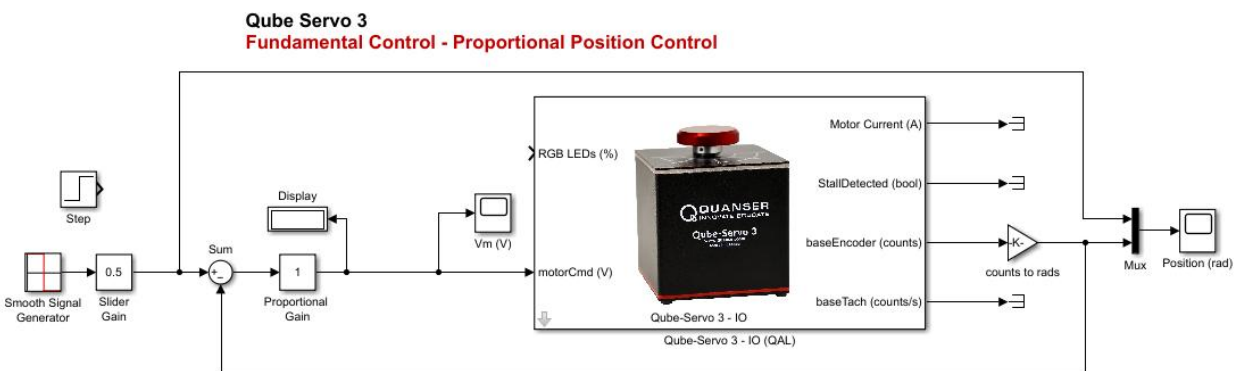 Qube Servo 3
Fundamental Control - Proportional Position Control
Motor Current (A)
RGB LEDs (%)
StallDetected (bool)
Step
Display
Vm (V)
QUANSER
INNOVATE EDUCATE
Qube-Servo 3
baseEncoder (counts)
-K-
counts to rads
Mux
Position (rad)
Sum
+
-
0.5
1
motorCmd (V)
Smooth Signal
Generator
Slider
Gain
Proportional
Gain
baseTach (counts/s)
Qube-Servo 3 - IO
Qube-Servo 3 - IO (QAL)